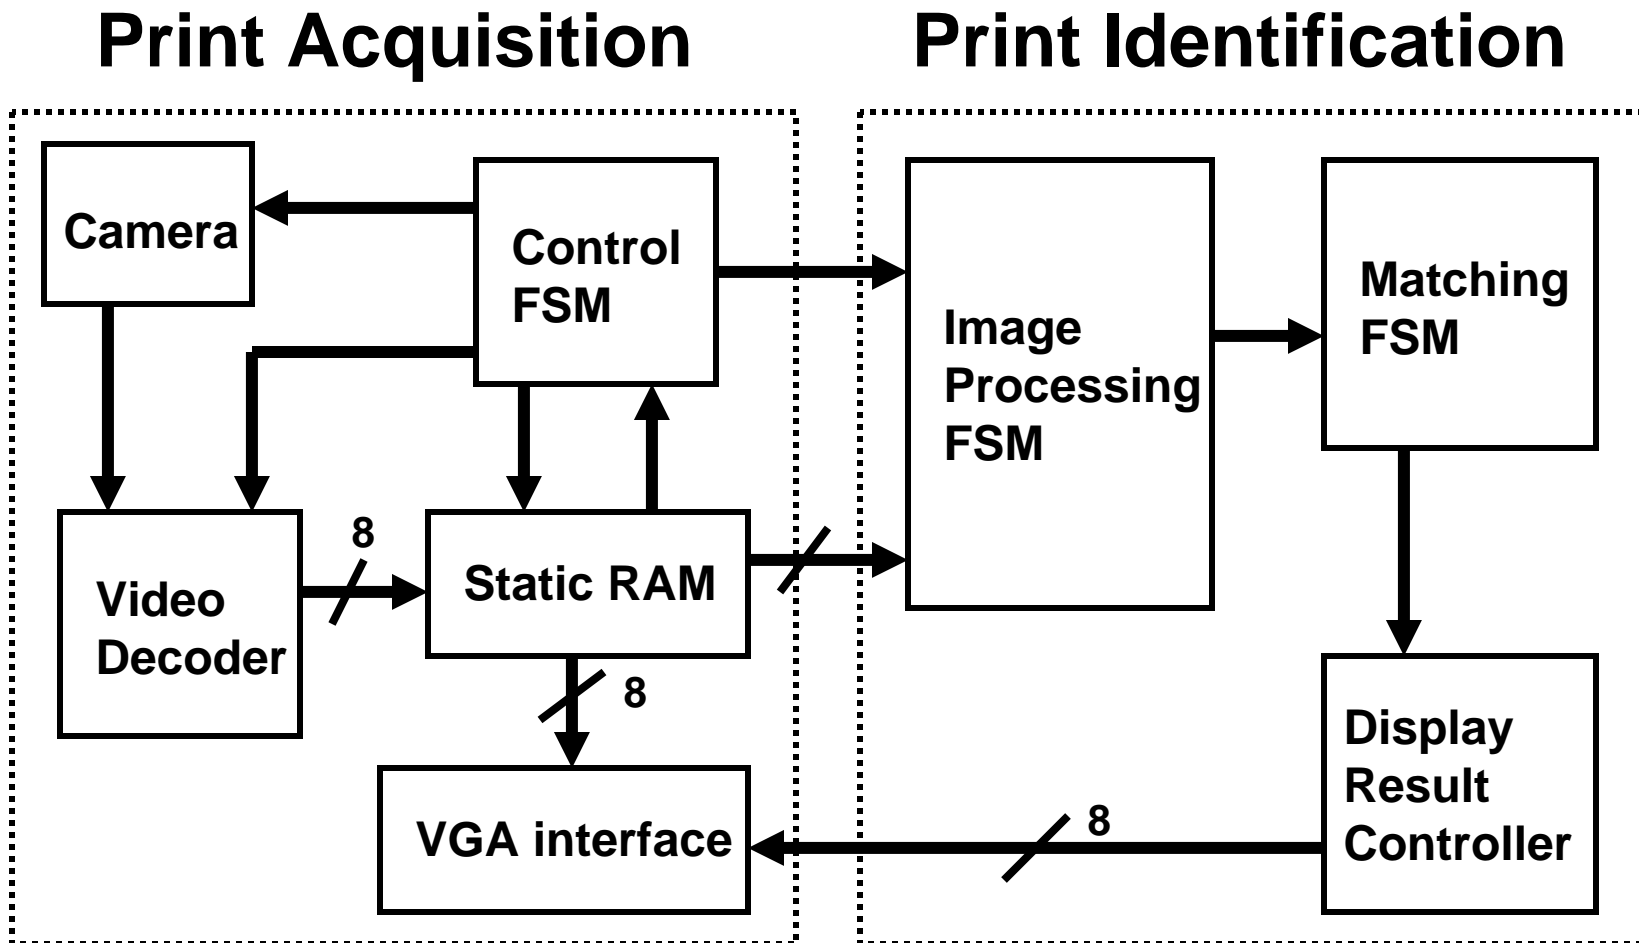 Print Acquisition
Print Identification
Camera
Control
FSM
Image
Processing
FSM
Matching
FSM
8
Video
Decoder
Static RAM
8
VGA interface
8
Display
Result
Controller